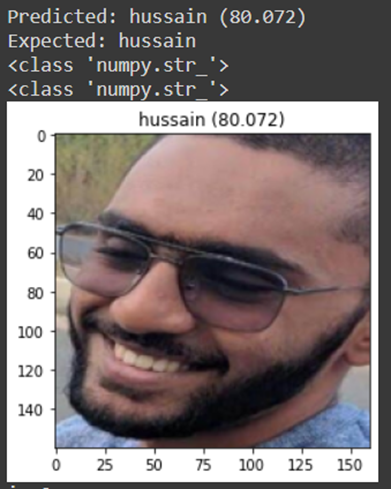 Predicted: hussain (80.072)
Expected: hussain
<class 'numpy.str_'>
<class 'numpy.str_'>
hussain (80.072)
0
20
40
60
80
100
120
140
0 25 50 75 100 125 150